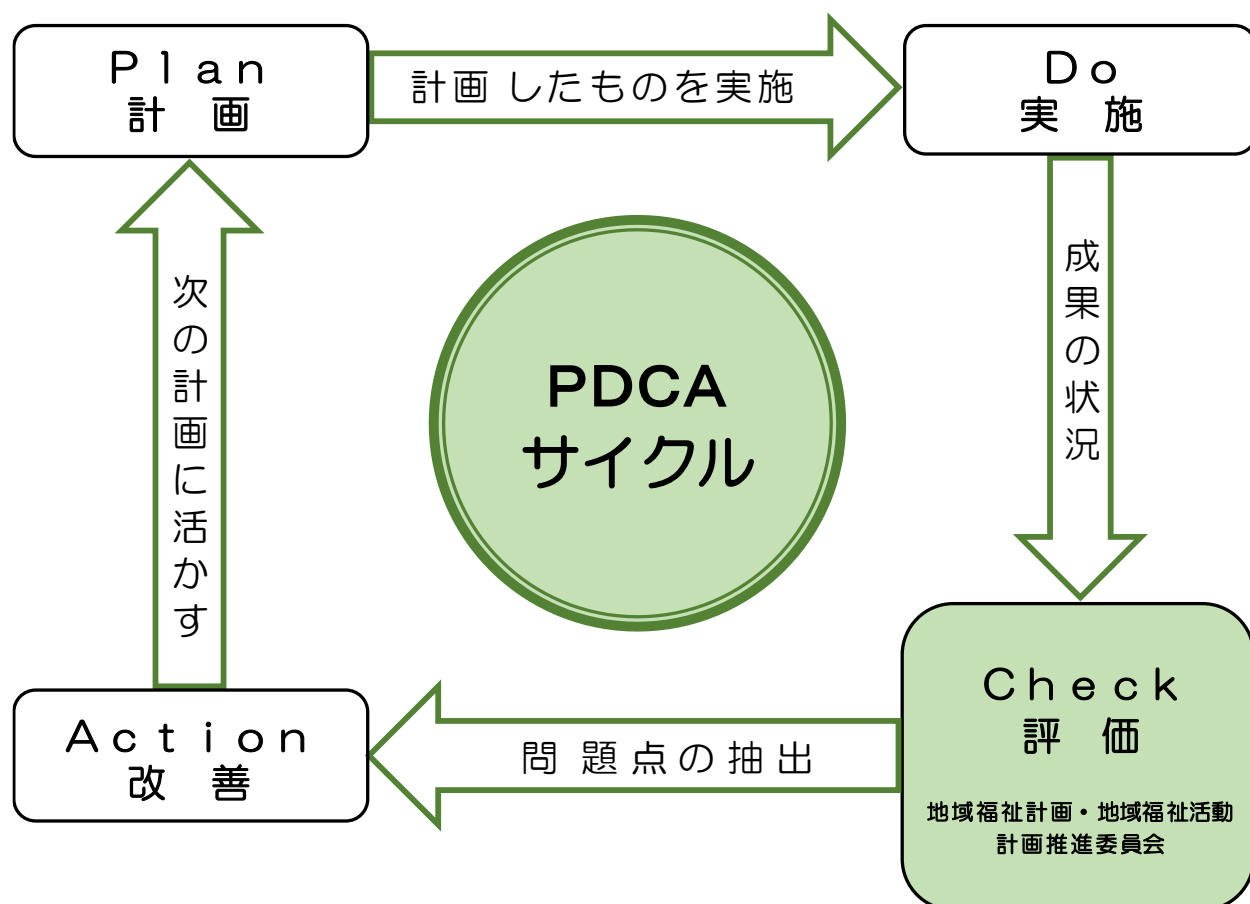 Plan
計画
計画したものを実施
Do
実施
成果の状況
PDCA
サイクル
次の計画に活かす
Check
評価
地域福祉計画・地域福祉活動
計画推進委員会
問題点の抽出
Action
改善